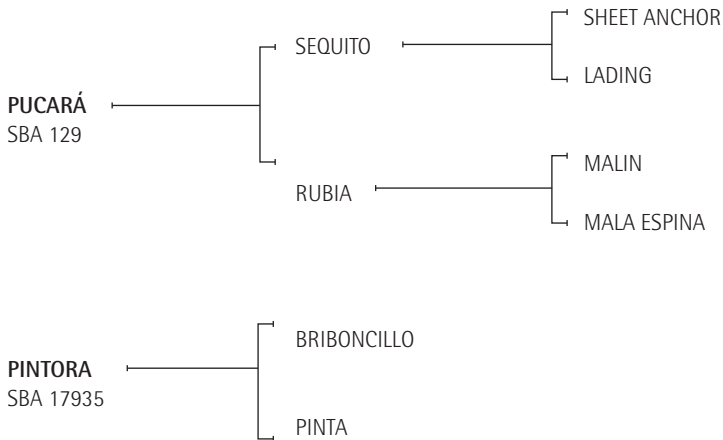 SHEET ANCHOR
SEQUITO
LADING
PUCARÁ
SBA 129
MALIN
RUBIA
MALA ESPINA
BRIBONCILLO
PINTORA
SBA 17935
PINTA